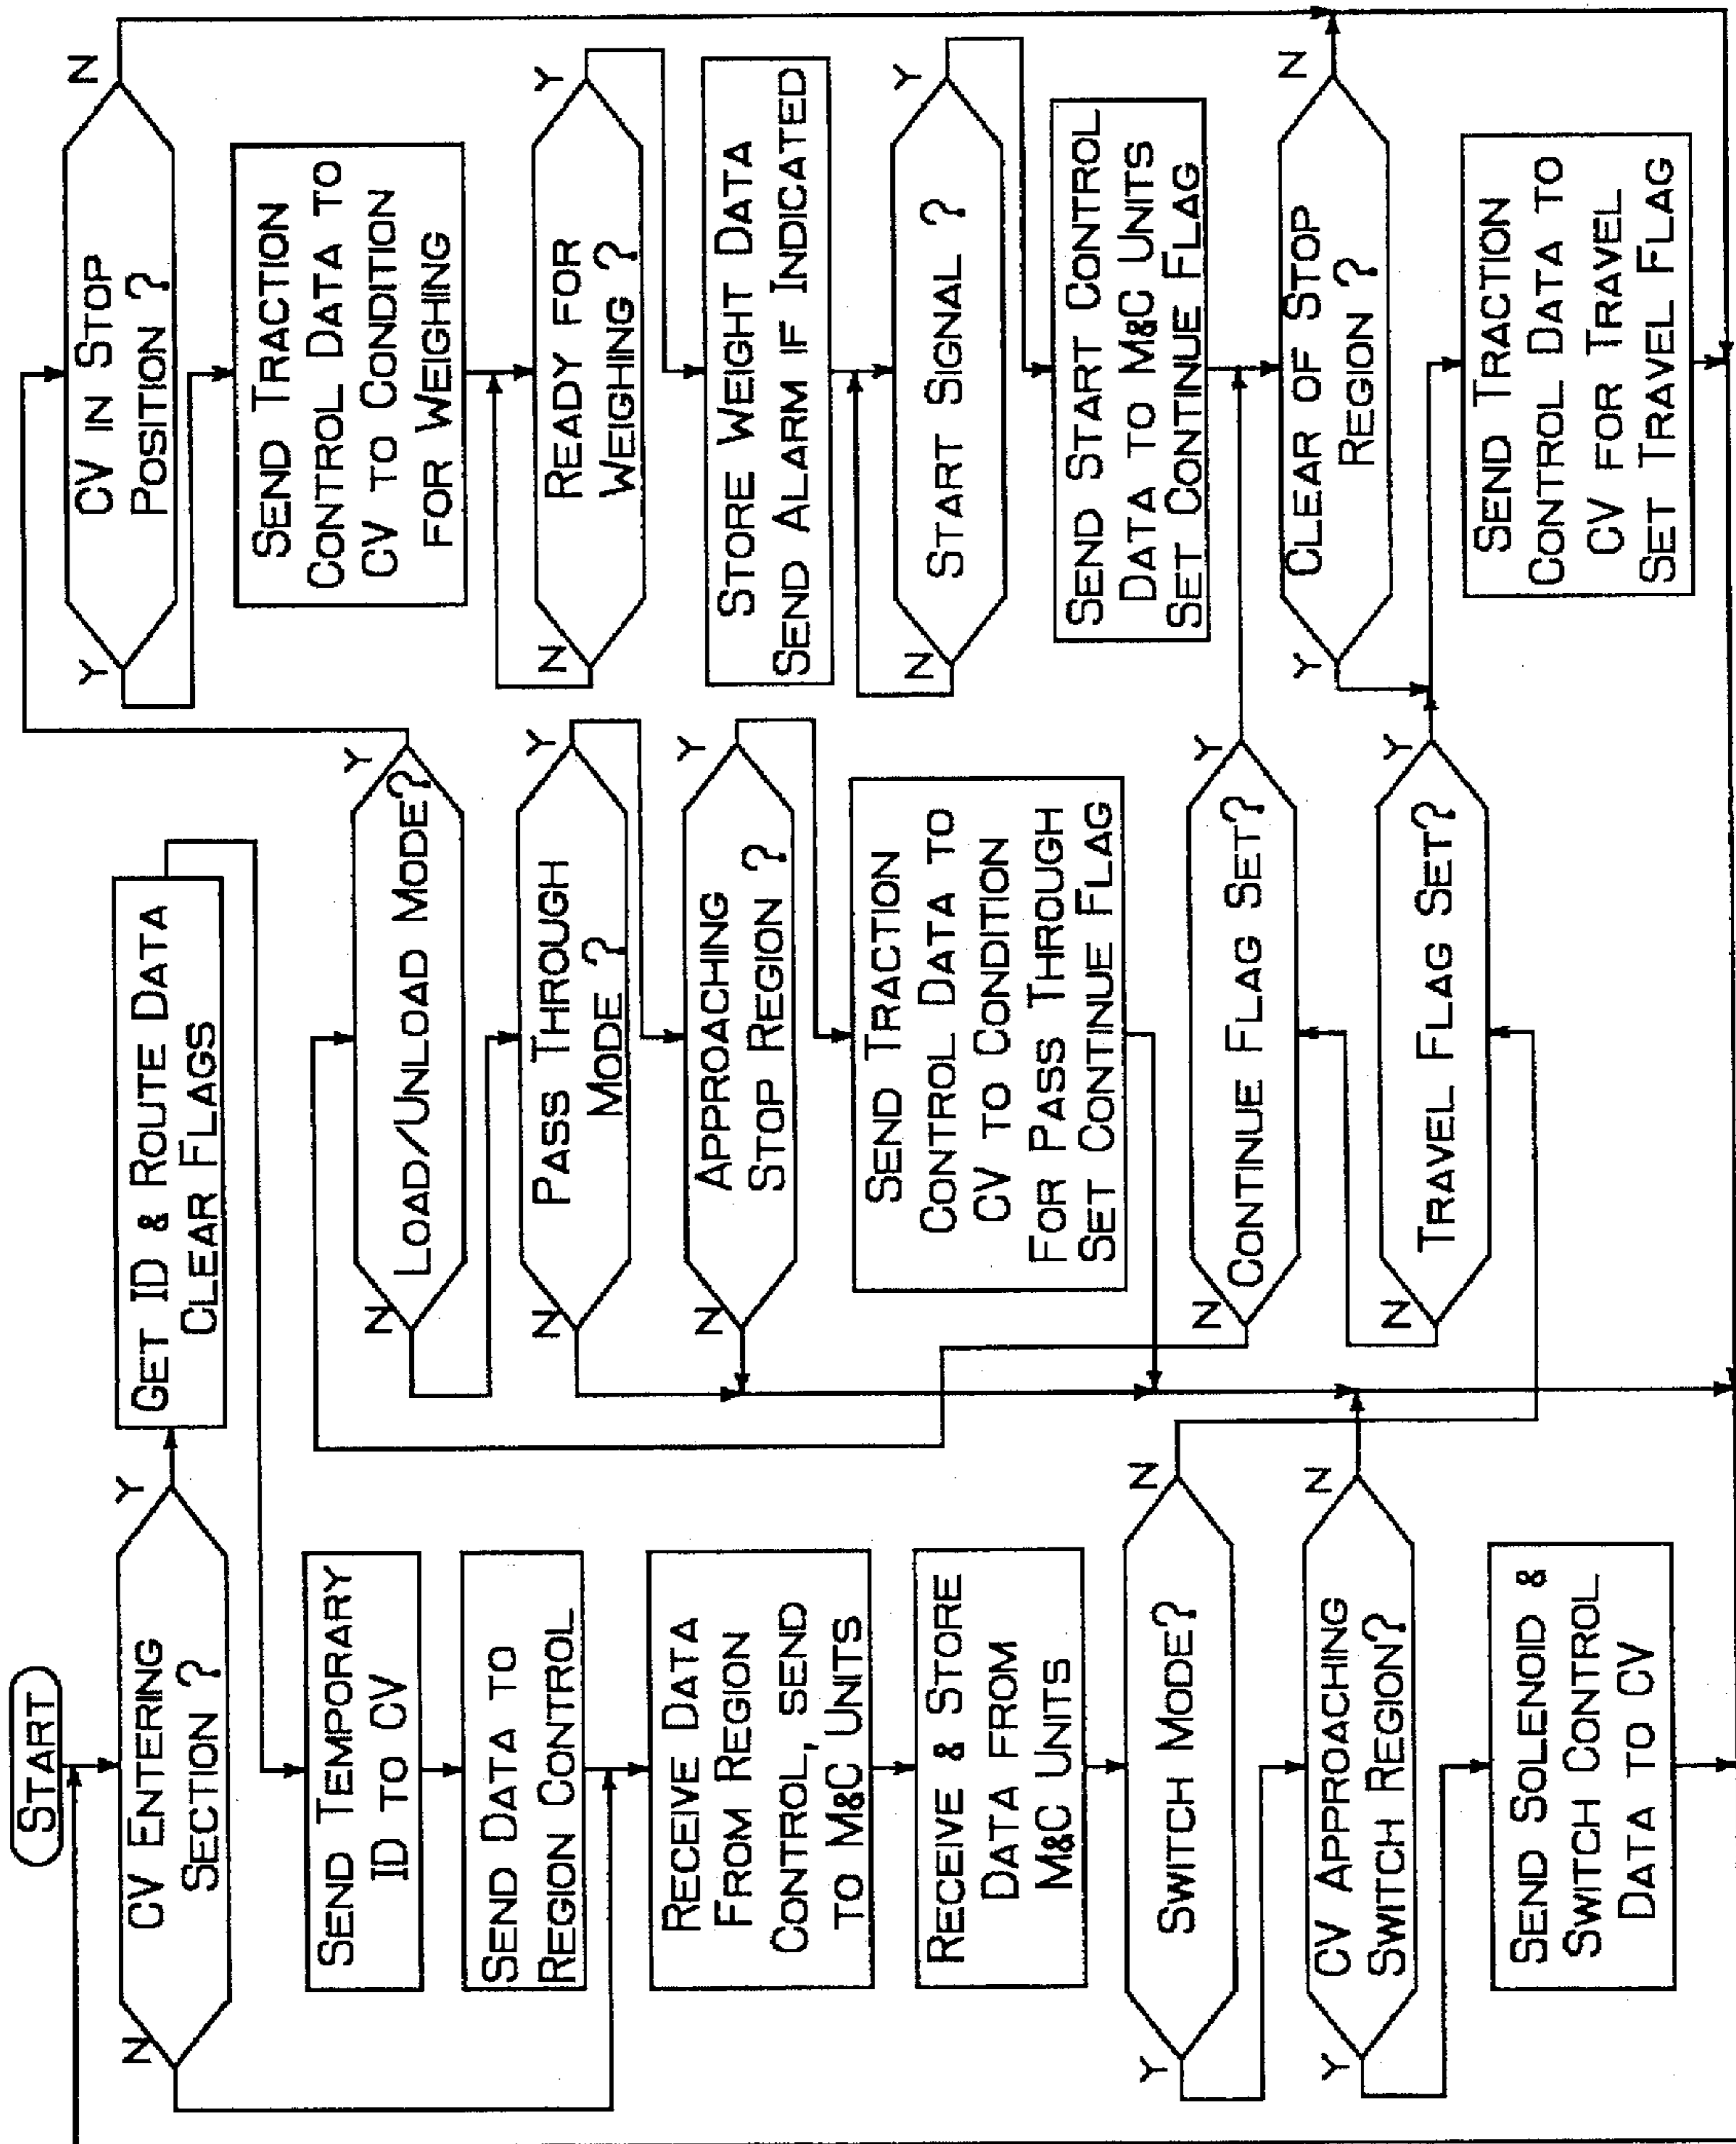 START
CV ENTERING
SECTION ?
N
Y
GET ID & ROUTE DATA
CLEAR FLAGS
SEND TEMPORARY
ID TO CV
SEND DATA TO
REGION CONTROL
RECEIVE DATA
FROM REGION
CONTROL, SEND
TO M&C UNITS
RECEIVE & STORE
DATA FROM
M&C UNITS
SWITCH MODE?
Y
N
CV APPROACHING
SWITCH REGION?
Y
N
SEND SOLENOID &
SWITCH CONTROL
DATA TO CV
LOAD/UNLOAD MODE?
N
Y
PASS THROUGH
MODE ?
N
Y
APPROACHING
STOP REGION ?
N
Y
SEND TRACTION
CONTROL DATA TO
CV TO CONDITION
FOR PASS THROUGH
SET CONTINUE FLAG
CONTINUE FLAG SET?
N
Y
TRAVEL FLAG SET?
N
Y
CV IN STOP
POSITION ?
Y
N
SEND TRACTION
CONTROL DATA TO
CV TO CONDITION
FOR WEIGHING
READY FOR
WEIGHING ?
N
Y
STORE WEIGHT DATA
SEND ALARM IF INDICATED
START SIGNAL ?
N
Y
SEND START CONTROL
DATA TO M&C UNITS
SET CONTINUE FLAG
CLEAR OF STOP
REGION ?
Y
N
SEND TRACTION
CONTROL DATA TO
CV FOR TRAVEL
SET TRAVEL FLAG